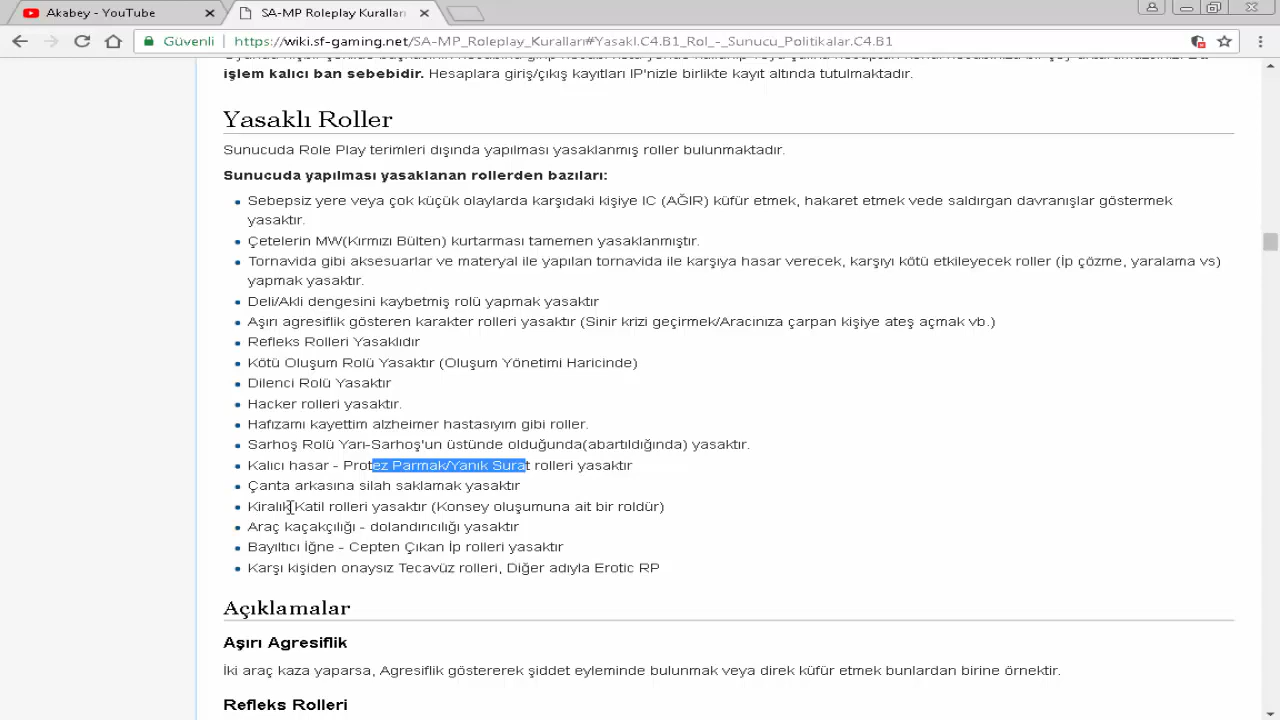 Akabey - YouTube
SA-MP Roleplay Kuralları
Güvenli
https://wiki.sf-gaming.net/SA-MP_Roleplay_Kuralları#Yasakl.C4.B1_Rol_-_Sunucu_Politikalar.C4.B1
işlem kalıcı ban sebebidir. Hesaplara giriş/çıkış kayıtları IP'nizle birlikte kayıt altında tutulmaktadır.
Yasaklı Roller
Sunucuda Role Play terimleri dışında yapılması yasaklanmış roller bulunmaktadır.
Sunucuda yapılması yasaklanan rollerden bazıları:
Sebepsiz yere veya çok küçük olaylarda karşıdaki kişiye IC (AĞIR) küfür etmek, hakaret etmek vede saldırgan davranışlar göstermek
yasaktır.
Çetelerin MW(Kırmızı Bülten) kurtarması tamemen yasaklanmıştır.
Tornavida gibi aksesuarlar ve materyal ile yapılan tornavida ile karşıya hasar verecek, karşıyı kötü etkileyecek roller (İp çözme, yaralama vs)
yapmak yasaktır.
Deli/Akli dengesini kaybetmiş rolü yapmak yasaktır
Aşırı agresiflik gösteren karakter rolleri yasaktır (Sinir krizi geçirmek/Aracınıza çarpan kişiye ateş açmak vb.)
Refleks Rolleri Yasaklıdır
Kötü Oluşum Rolü Yasaktır (Oluşum Yönetimi Haricinde)
Dilenci Rolü Yasaktır
Hacker rolleri yasaktır.
Hafızamı kayettim alzheimer hastasıyım gibi roller.
Sarhoş Rolü Yarı-Sarhoş'un üstünde olduğunda(abartıldığında) yasaktır.
Kalıcı hasar - Protez Parmak/Yanık Surat rolleri yasaktır
Çanta arkasına silah saklamak yasaktır
Kiralık Katil rolleri yasaktır (Konsey oluşumuna ait bir roldür)
Araç kaçakçılığı - dolandırıcılığı yasaktır
Bayıltıcı İğne - Cepten Çıkan İp rolleri yasaktır
Karşı kişiden onaysız Tecavüz rolleri, Diğer adıyla Erotic RP
Açıklamalar
Aşırı Agresiflik
İki araç kaza yaparsa, Agresiflik göstererek şiddet eyleminde bulunmak veya direk küfür etmek bunlardan birine örnektir.
Refleks Rolleri